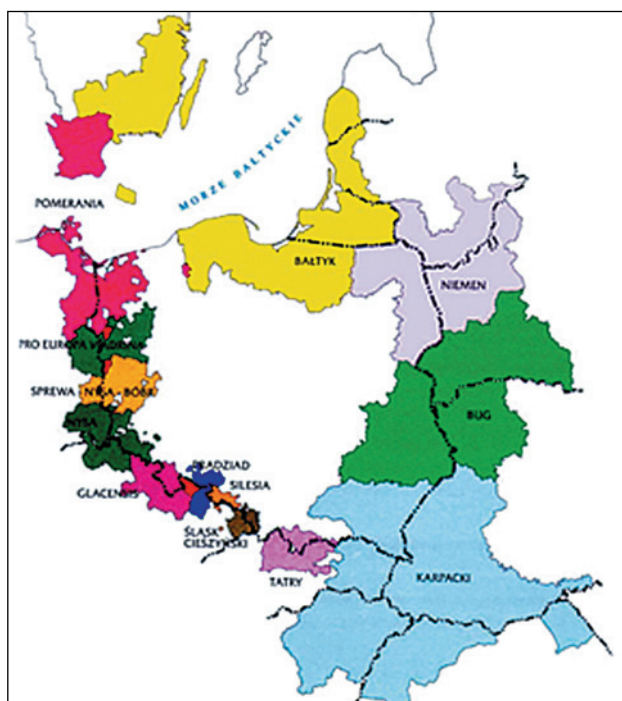 MORZE BAŁTYCKIE
POMERANIA
BAŁTYK
NIEMEN
PRO EUROPA VIADRINA
SPREWA - NYSA - BÓBR
NYSA
BUG
PRADZIAD
GLACENSIS
SILESIA
ŚLĄSK
CIESZYŃSKI
TATRY
KARPACKI